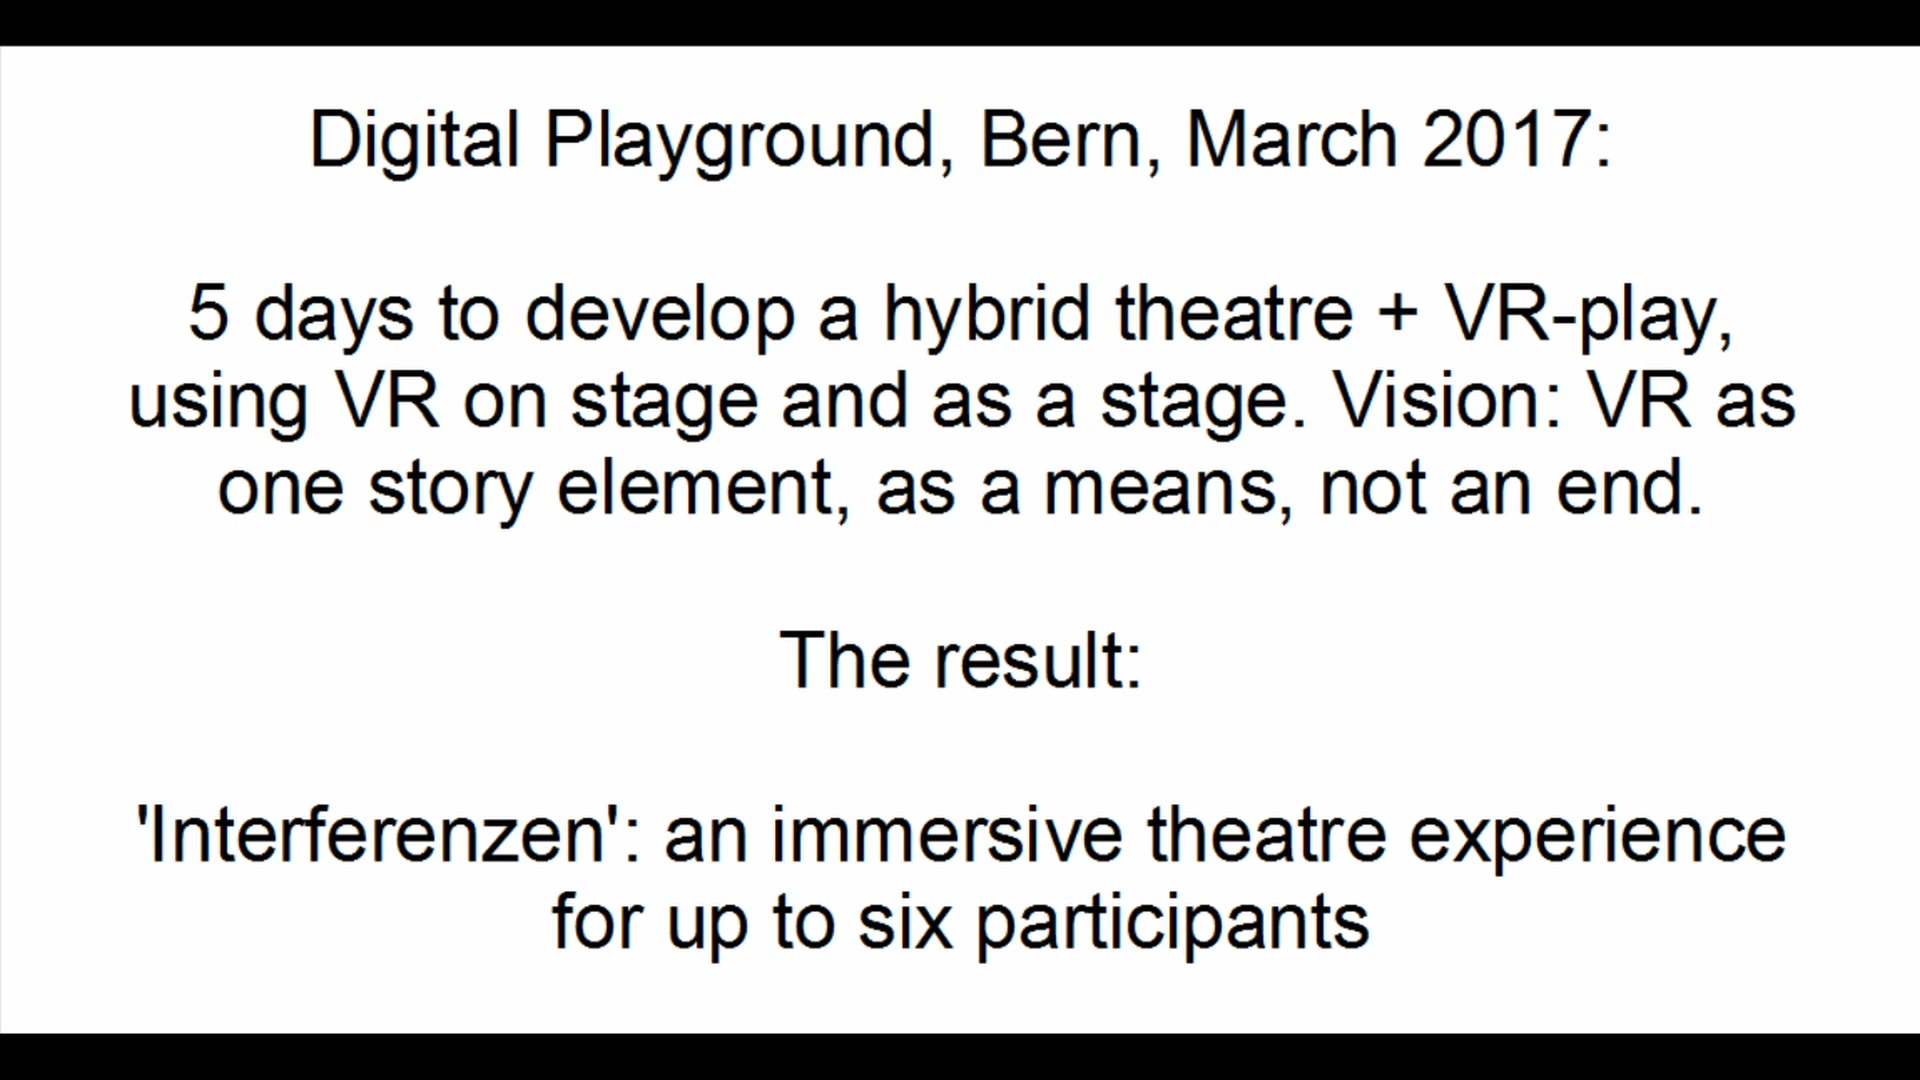 Digital Playground, Bern, March 2017:
5 days to develop a hybrid theatre + VR-play,
using VR on stage and as a stage. Vision: VR as
one story element, as a means, not an end.
The result:
'Interferenzen': an immersive theatre experience
for up to six participants